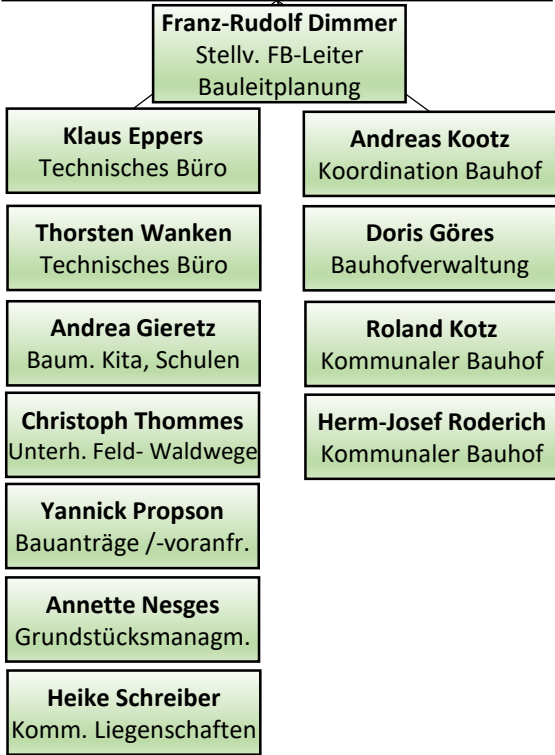 Franz-Rudolf Dimmer
Stellv. FB-Leiter
Bauleitplanung
Klaus Eppers
Technisches Büro
Thorsten Wanken
Technisches Büro
Andrea Gieretz
Baum. Kita, Schulen
Christoph Thommes
Unterh. Feld- Waldwege
Yannick Propson
Bauanträge /-voranfr.
Annette Nesges
Grundstücksmanagm.
Heike Schreiber
Komm. Liegenschaften
Andreas Kootz
Koordination Bauhof
Doris Göres
Bauhofverwaltung
Roland Kotz
Kommunaler Bauhof
Herm-Josef Roderich
Kommunaler Bauhof